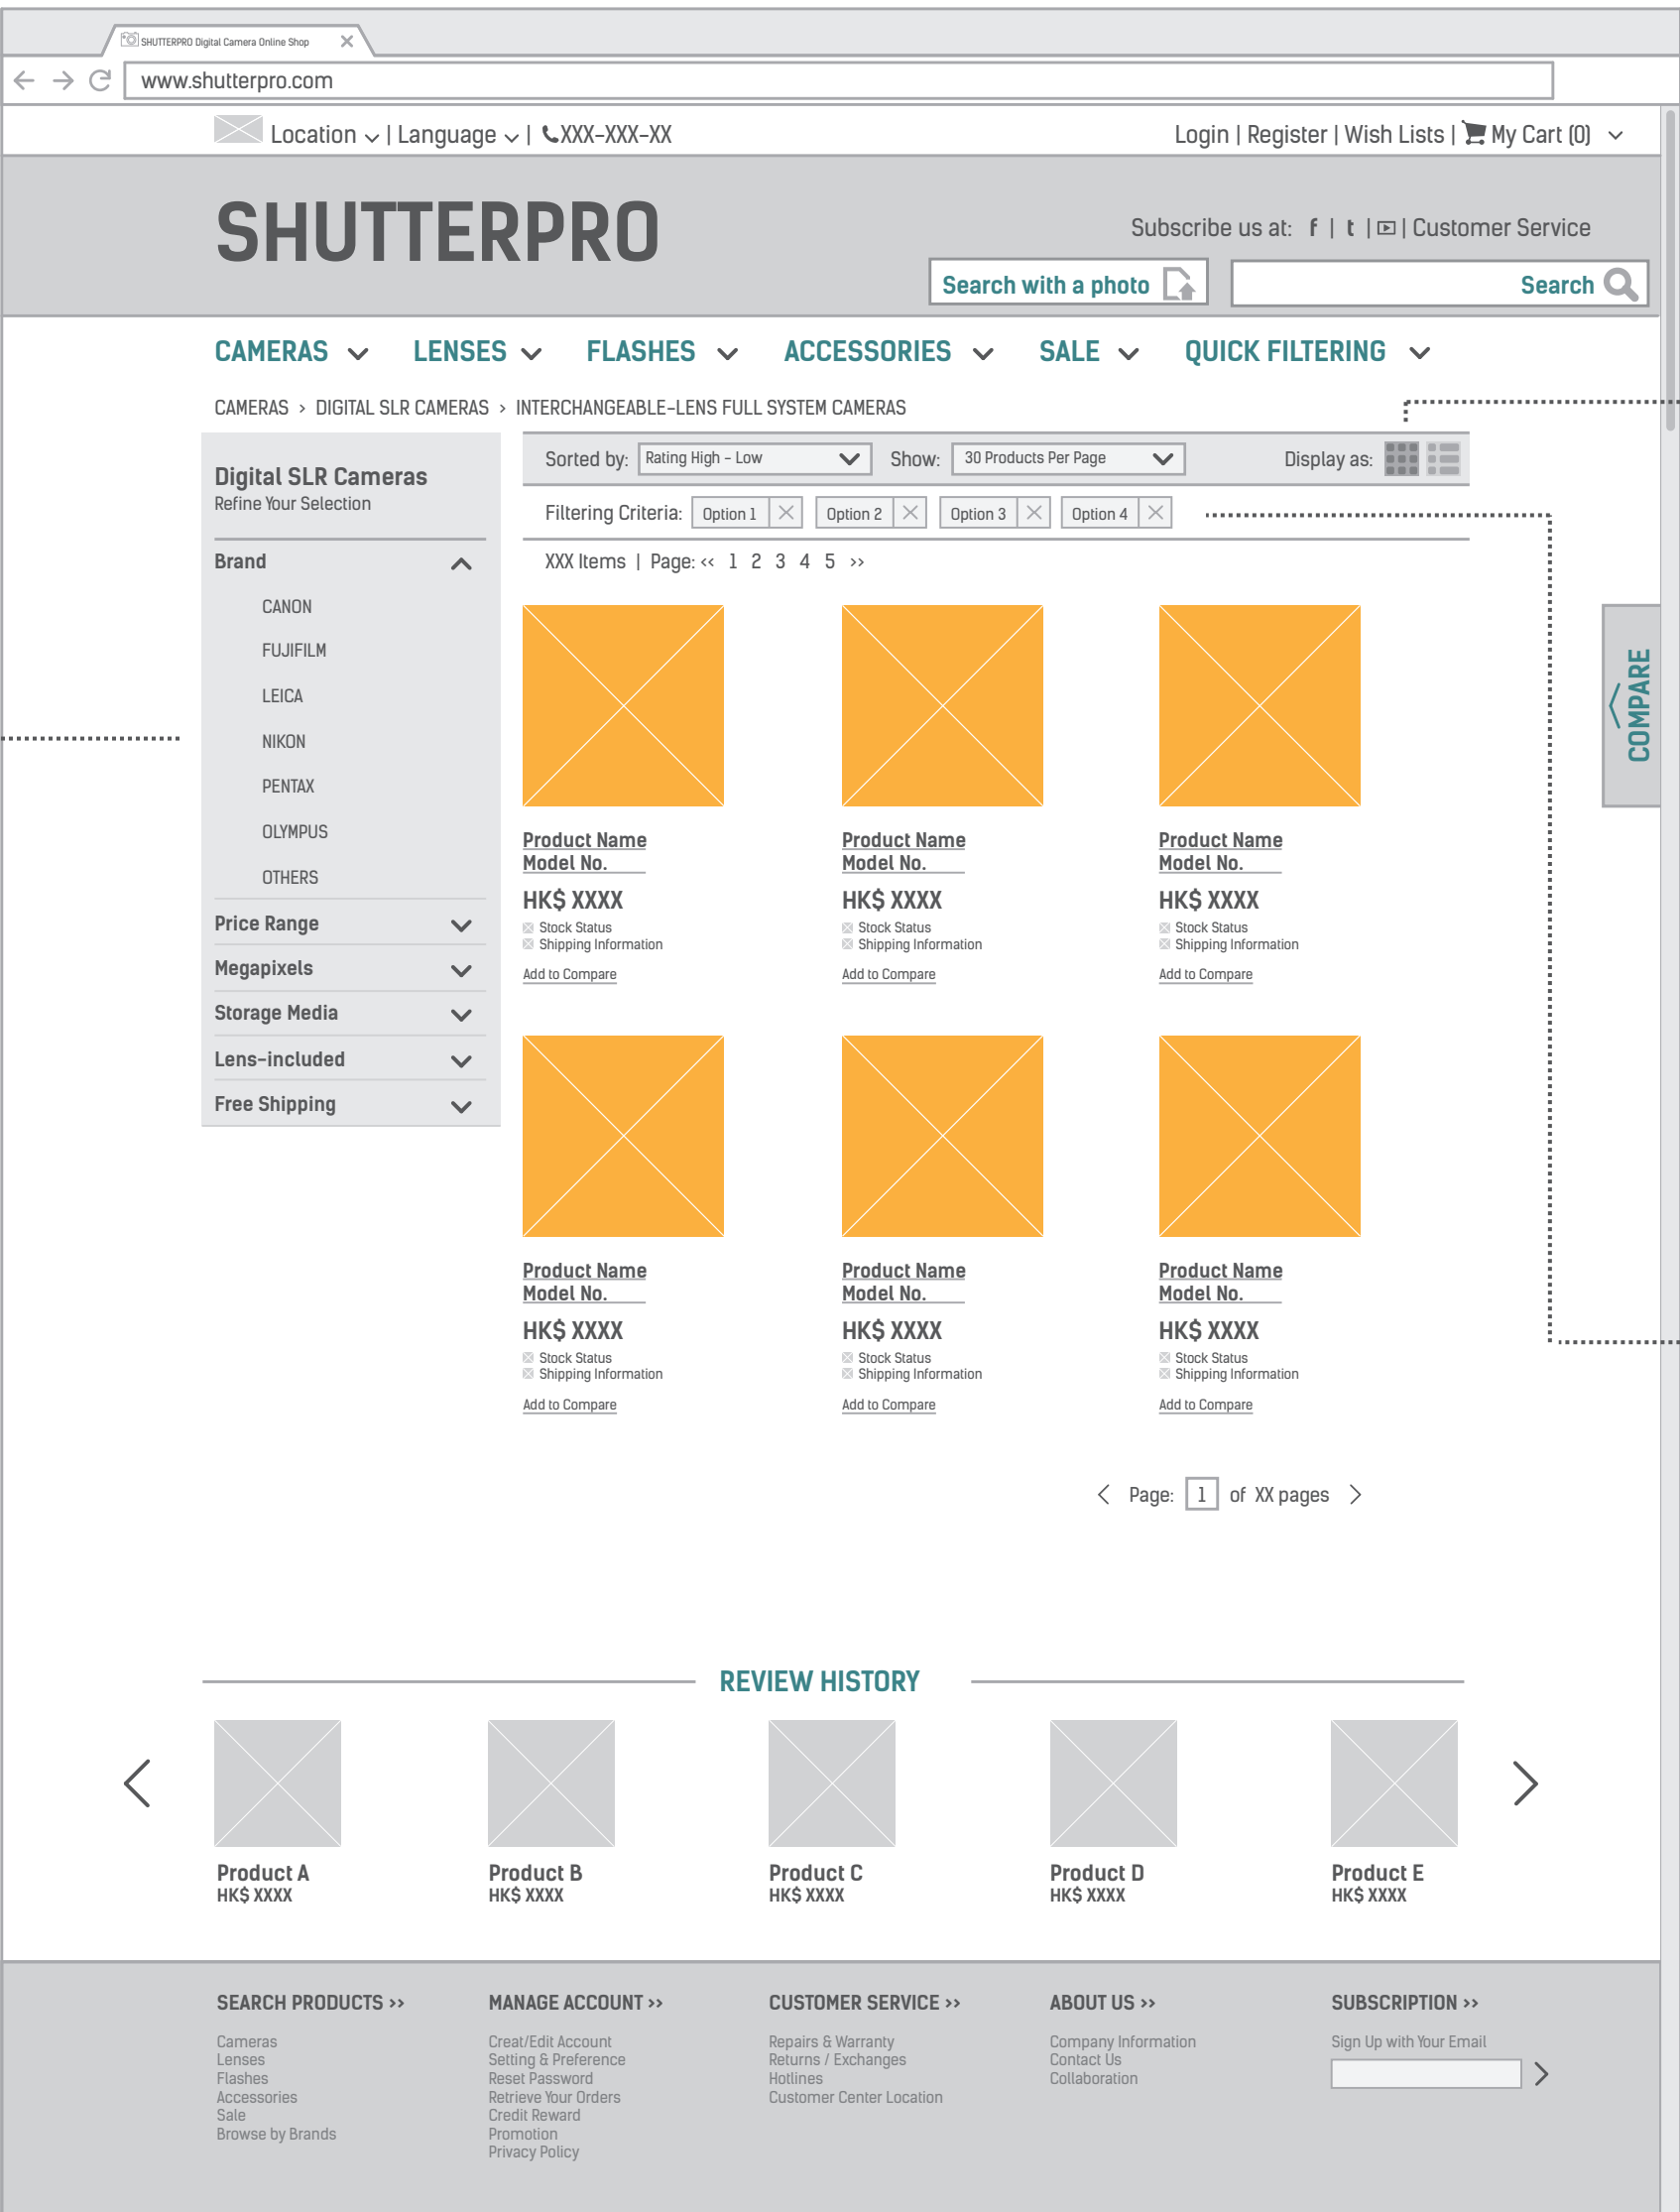 SHUTTERPRO Digital Camera Online Shop
www.shutterpro.com
Location | Language | XXX-XXX-XX
Login | Register | Wish Lists | My Cart (0)
SHUTTERPRO
Subscribe us at: f | t | | Customer Service
Search with a photo
Search
CAMERAS LENSES FLASHES ACCESSORIES SALE QUICK FILTERING
CAMERAS > DIGITAL SLR CAMERAS > INTERCHANGEABLE-LENS FULL SYSTEM CAMERAS
Digital SLR Cameras
Refine Your Selection
Brand
CANON
FUJIFILM
LEICA
NIKON
PENTAX
OLYMPUS
OTHERS
Price Range
Megapixels
Storage Media
Lens-included
Free Shipping
Sorted by: Rating High - Low Show: 30 Products Per Page Display as:
Filtering Criteria: Option 1 Option 2 Option 3 Option 4
XXX Items | Page: << 1 2 3 4 5 >>
COMPARE
Product Name
Model No.
HK$ XXXX
Stock Status
Shipping Information
Add to Compare
Product Name
Model No.
HK$ XXXX
Stock Status
Shipping Information
Add to Compare
Product Name
Model No.
HK$ XXXX
Stock Status
Shipping Information
Add to Compare
Product Name
Model No.
HK$ XXXX
Stock Status
Shipping Information
Add to Compare
Product Name
Model No.
HK$ XXXX
Stock Status
Shipping Information
Add to Compare
Product Name
Model No.
HK$ XXXX
Stock Status
Shipping Information
Add to Compare
Page: 1 of XX pages
REVIEW HISTORY
Product A
HK$ XXXX
Product B
HK$ XXXX
Product C
HK$ XXXX
Product D
HK$ XXXX
Product E
HK$ XXXX
SEARCH PRODUCTS >>
Cameras
Lenses
Flashes
Accessories
Sale
Browse by Brands
MANAGE ACCOUNT >>
Creat/Edit Account
Setting & Preference
Reset Password
Retrieve Your Orders
Credit Reward
Promotion
Privacy Policy
CUSTOMER SERVICE >>
Repairs & Warranty
Returns / Exchanges
Hotlines
Customer Center Location
ABOUT US >>
Company Information
Contact Us
Collaboration
SUBSCRIPTION >>
Sign Up with Your Email